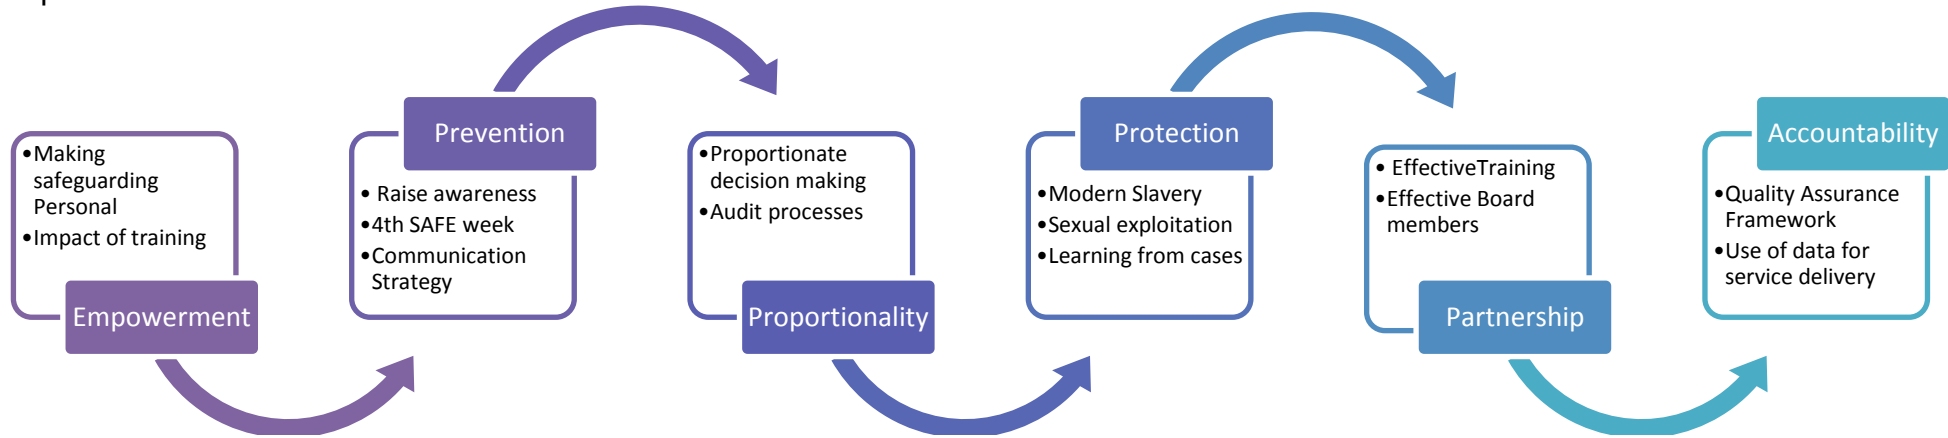 •Making
safeguarding
Personal
•Impact of training
Empowerment
Prevention
• Raise awareness
•4th SAFE week
•Communication
Strategy
•Proportionate
decision making
•Audit processes
Proportionality
Protection
•Modern Slavery
•Sexual exploitation
•Learning from cases
• EffectiveTraining
•Effective Board
members
Partnership
Accountability
•Quality Assurance
Framework
•Use of data for
service delivery